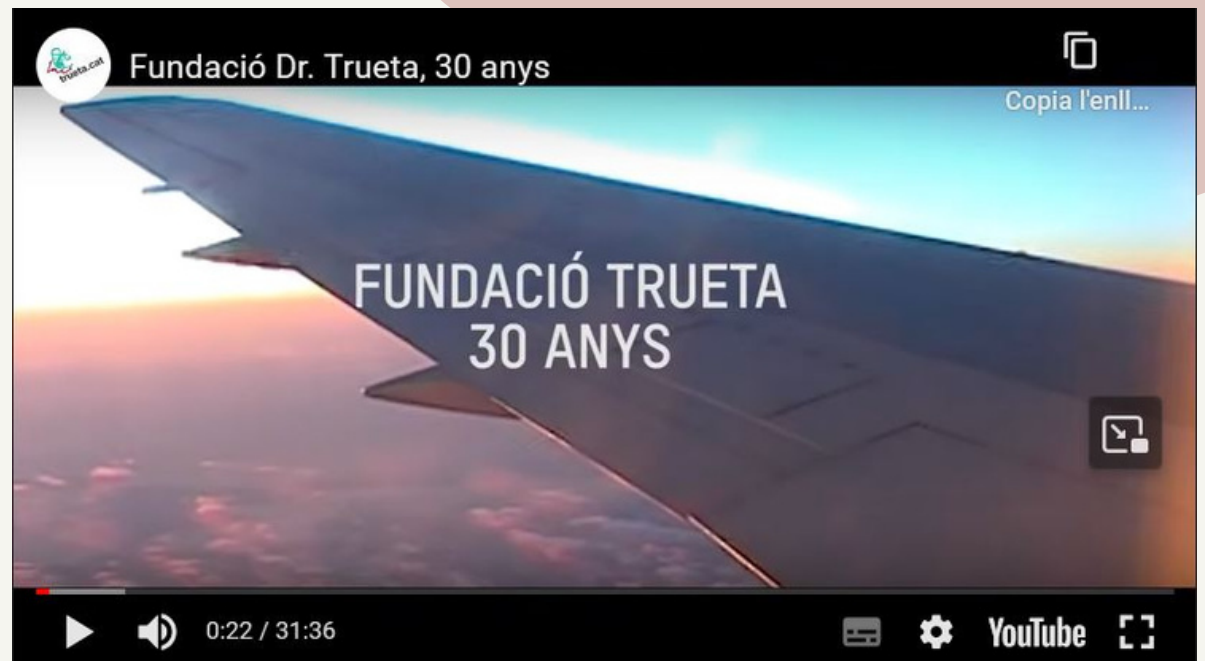 trueta.cat
Fundació Dr. Trueta, 30 anys
Copia l'enll...
FUNDACIÓ TRUETA
30 ANYS
0:22 / 31:36
YouTube